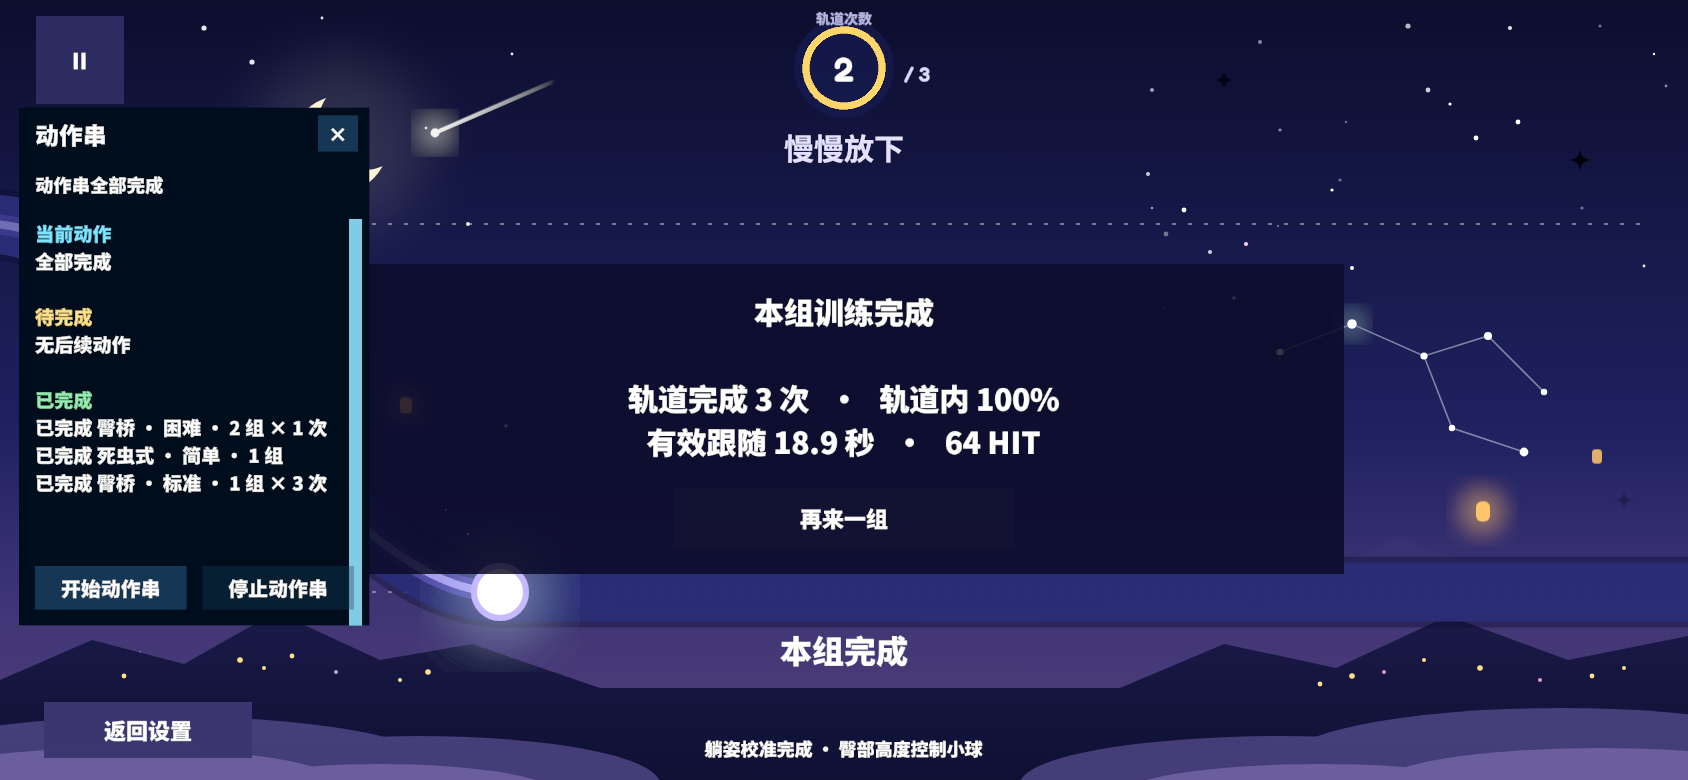 轨道次数
2 / 3
慢慢放下
动作串
×
动作串全部完成
当前动作
全部完成
待完成
无后续动作
已完成
已完成 臀桥 · 困难 · 2 组 × 1 次
已完成 死虫式 · 简单 · 1 组
已完成 臀桥 · 标准 · 1 组 × 3 次
开始动作串
停止动作串
本组训练完成
轨道完成 3 次 · 轨道内 100%
有效跟随 18.9 秒 · 64 HIT
再来一组
本组完成
返回设置
躺姿校准完成 · 臀部高度控制小球